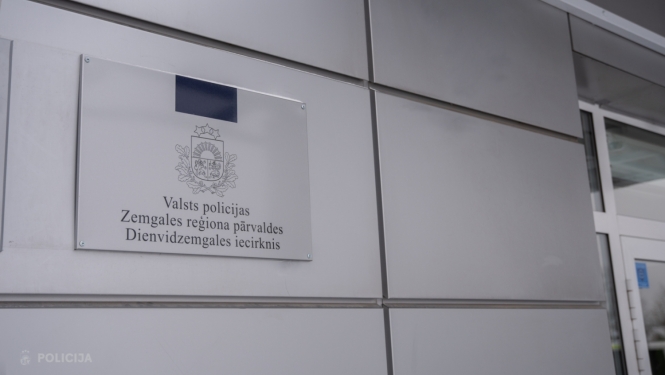 Valsts policijas
Zemgales reģiona pārvaldes
Dienvidzemgales iecirknis
POLICIJA